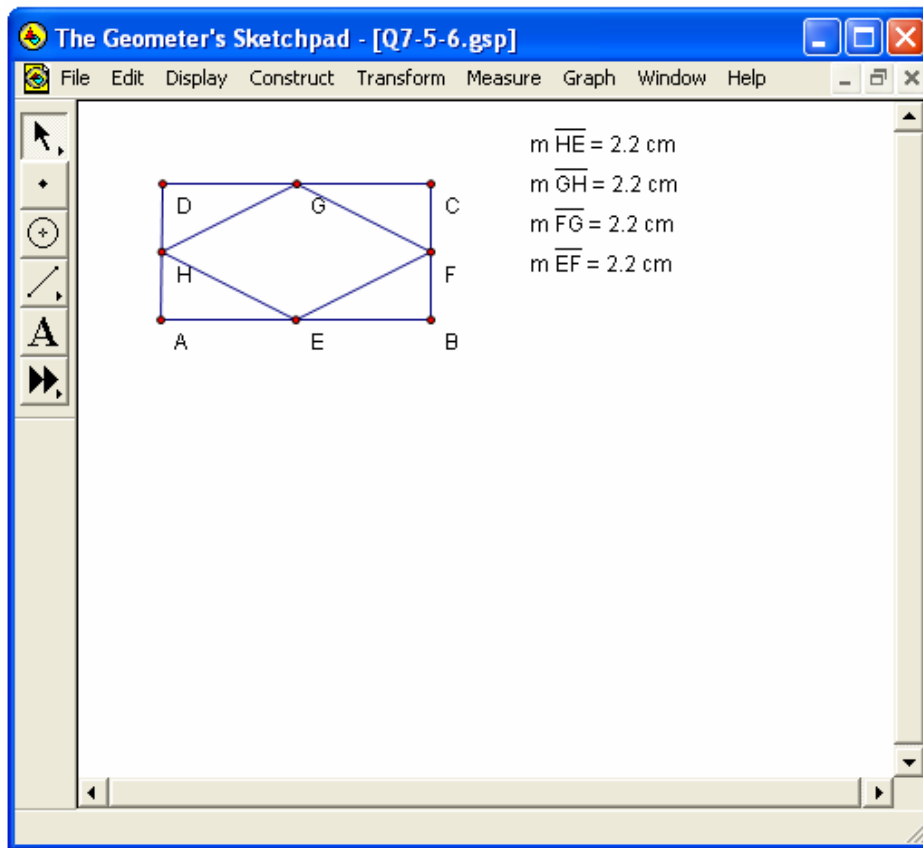 The Geometer's Sketchpad - [Q7-5-6.gsp]
File Edit Display Construct Transform Measure Graph Window Help
m HE = 2.2 cm
m GH = 2.2 cm
m FG = 2.2 cm
m EF = 2.2 cm
D G C
H F
A E B
A